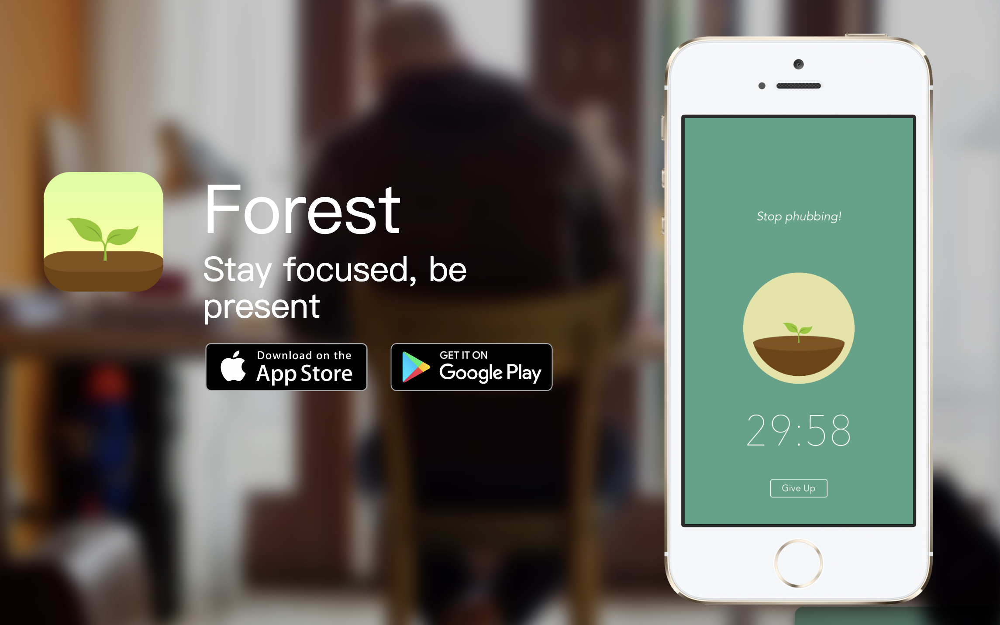 Forest
Stay focused, be
present
Download on the
App Store
GET IT ON
Google Play
Stop phubbing!
29:58
Give Up